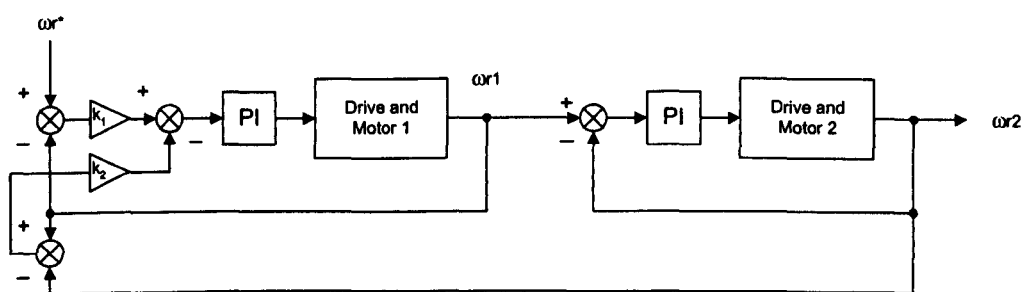 ωr*
+
k₁
+
−
−
PI
Drive and
Motor 1
ωr1
+
−
PI
Drive and
Motor 2
ωr2
k₂
+
−